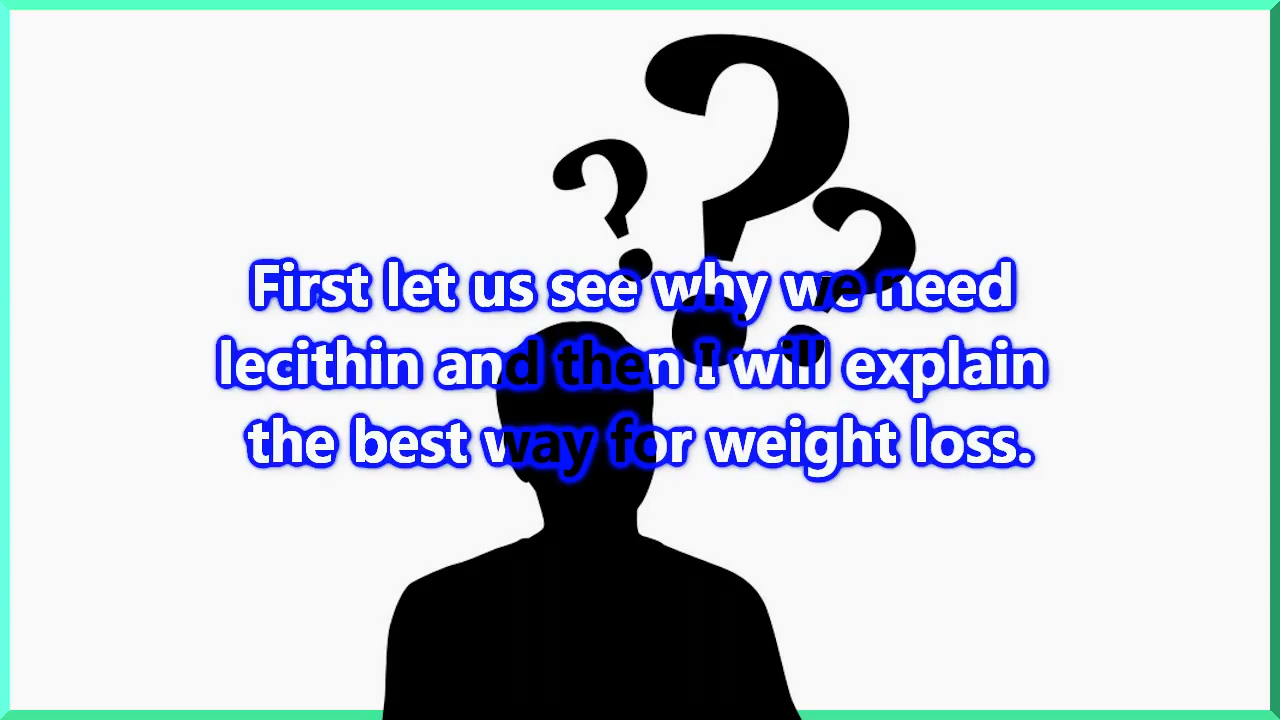 First let us see why we need
lecithin and then I will explain
the best way for weight loss.